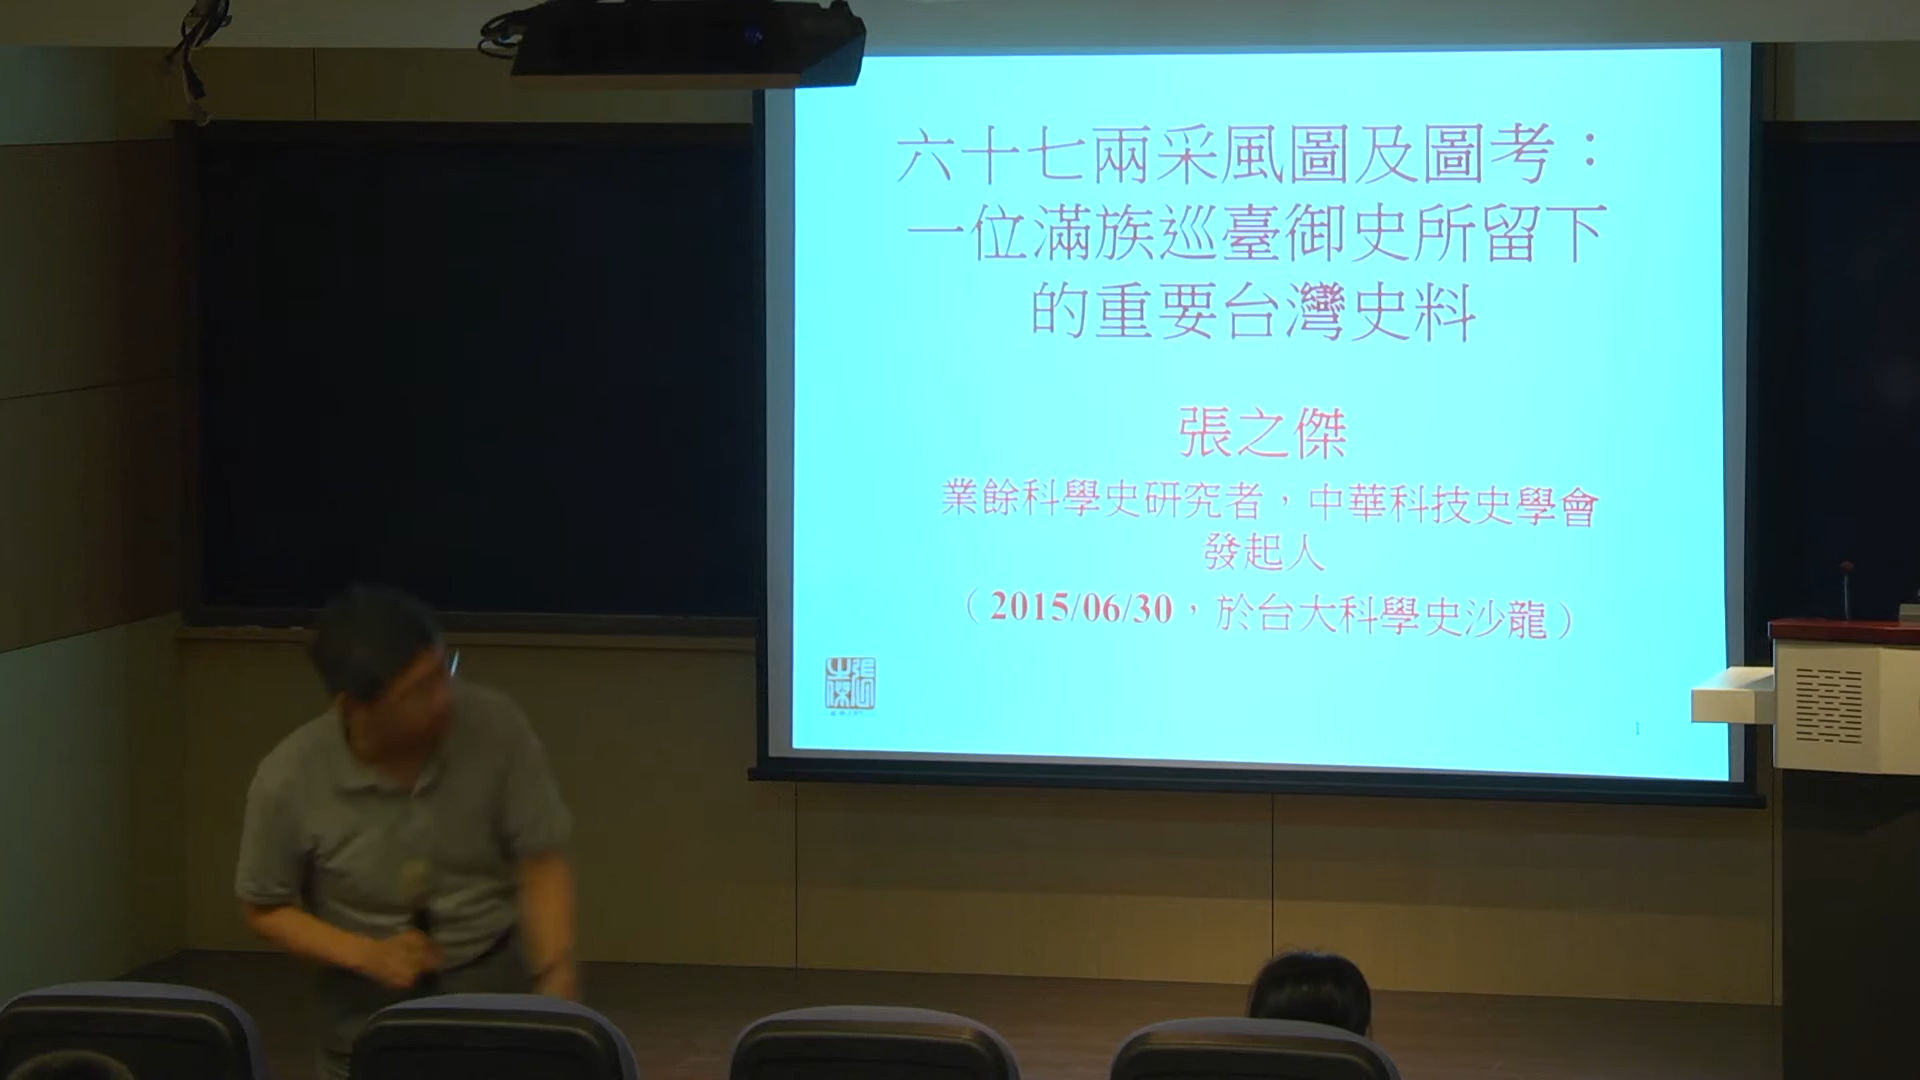 六十七兩采風圖及圖考：
一位滿族巡臺御史所留下
的重要台灣史料
張之傑
業餘科學史研究者，中華科技史學會
發起人
（2015/06/30，於台大科學史沙龍）
1